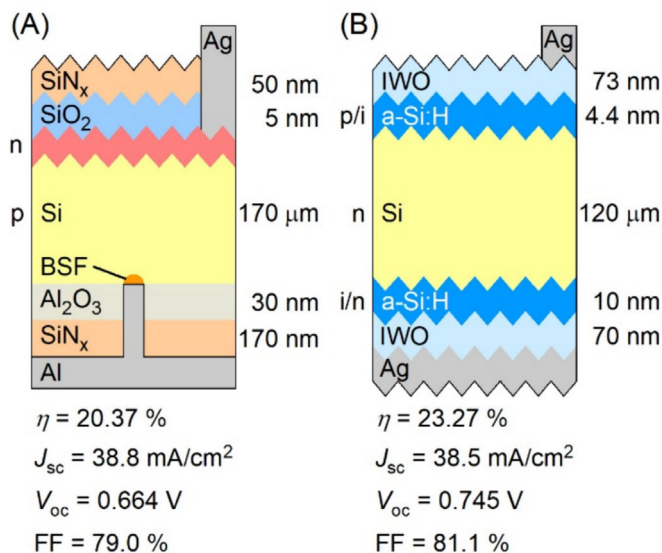 (A)
Ag
SiNₓ 50 nm
SiO₂ 5 nm
n
p Si 170 μm
BSF
Al₂O₃ 30 nm
SiNₓ 170 nm
Al
η = 20.37 %
Jsc = 38.8 mA/cm²
Voc = 0.664 V
FF = 79.0 %
(B)
Ag
IWO 73 nm
p/i a-Si:H 4.4 nm
n Si 120 μm
i/n a-Si:H 10 nm
IWO 70 nm
Ag
η = 23.27 %
Jsc = 38.5 mA/cm²
Voc = 0.745 V
FF = 81.1 %